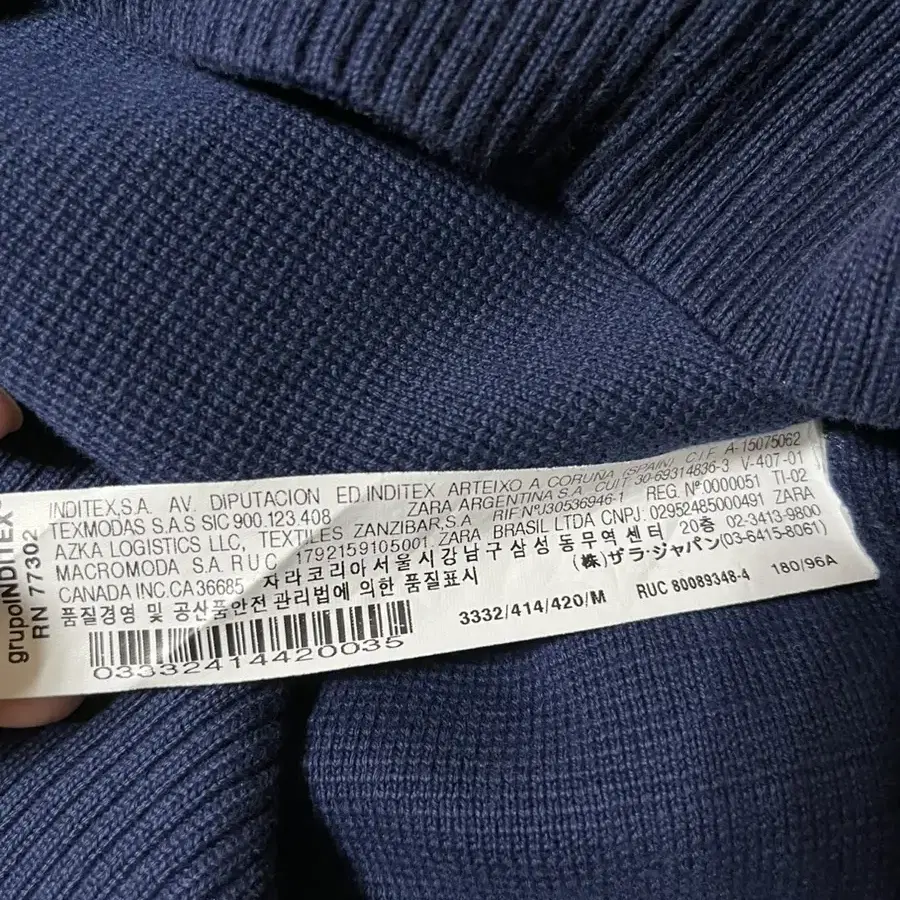 grupoINDITEX
RN 77302
INDITEX,S.A. AV. DIPUTACION ED INDITEX ARTEIXO A CORUÑA (SPAIN) C.I.F. A-15075062
TEXMODAS S.A.S SIC 900.123.408 ZARA ARGENTINA S.A. CUIT 30-69314836-3 V-407-01
AZKA LOGISTICS LLC, TEXTILES ZANZIBAR,S.A RIF NºJ30536946-1 REG. Nº0000051 TI-02
MACROMODA S.A. R U C 1792159105001 ZARA BRASIL LTDA CNPJ: 02952485000491 ZARA
CANADA INC.CA36685 자라코리아 서울시강남구삼성동무역센터 20층 02-3413-9800
품질경영 및 공산품안전 관리법에 의한 품질표시 (株)ザラ・ジャパン(03-6415-8061)
3332/414/420/M RUC 80089348-4 180/96A
03332414420035